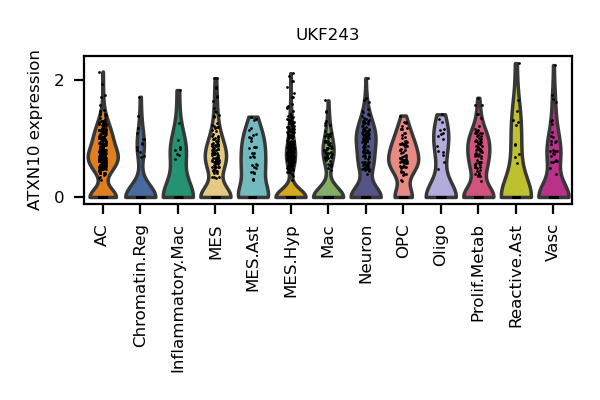 UKF243
ATXN10 expression
2
0
AC
Chromatin.Reg
Inflammatory.Mac
MES
MES.Ast
MES.Hyp
Mac
Neuron
OPC
Oligo
Prolif.Metab
Reactive.Ast
Vasc